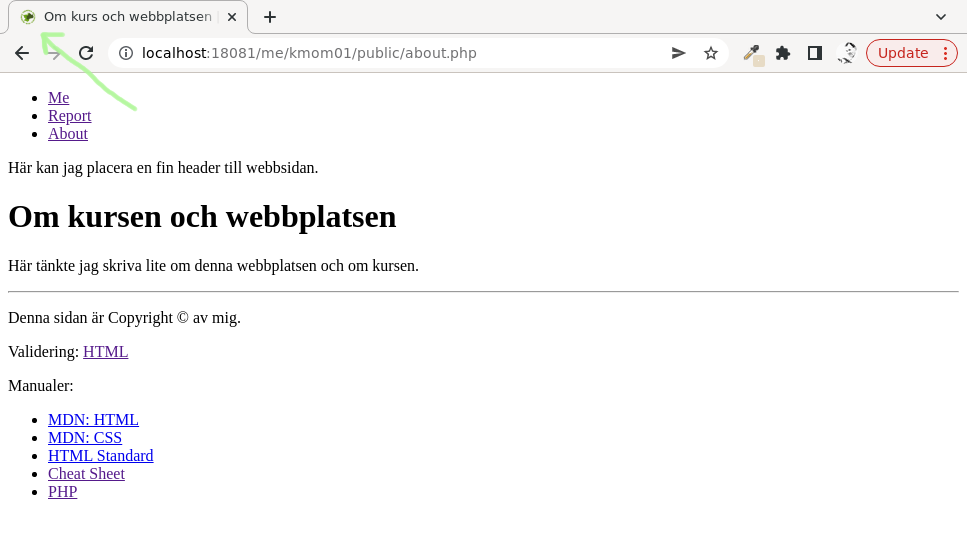 Om kurs och webbplatsen
localhost:18081/me/kmom01/public/about.php
Update
Me
Report
About
Här kan jag placera en fin header till webbsidan.
Om kursen och webbplatsen
Här tänkte jag skriva lite om denna webbplatsen och om kursen.
Denna sidan är Copyright © av mig.
Validering: HTML
Manualer:
MDN: HTML
MDN: CSS
HTML Standard
Cheat Sheet
PHP